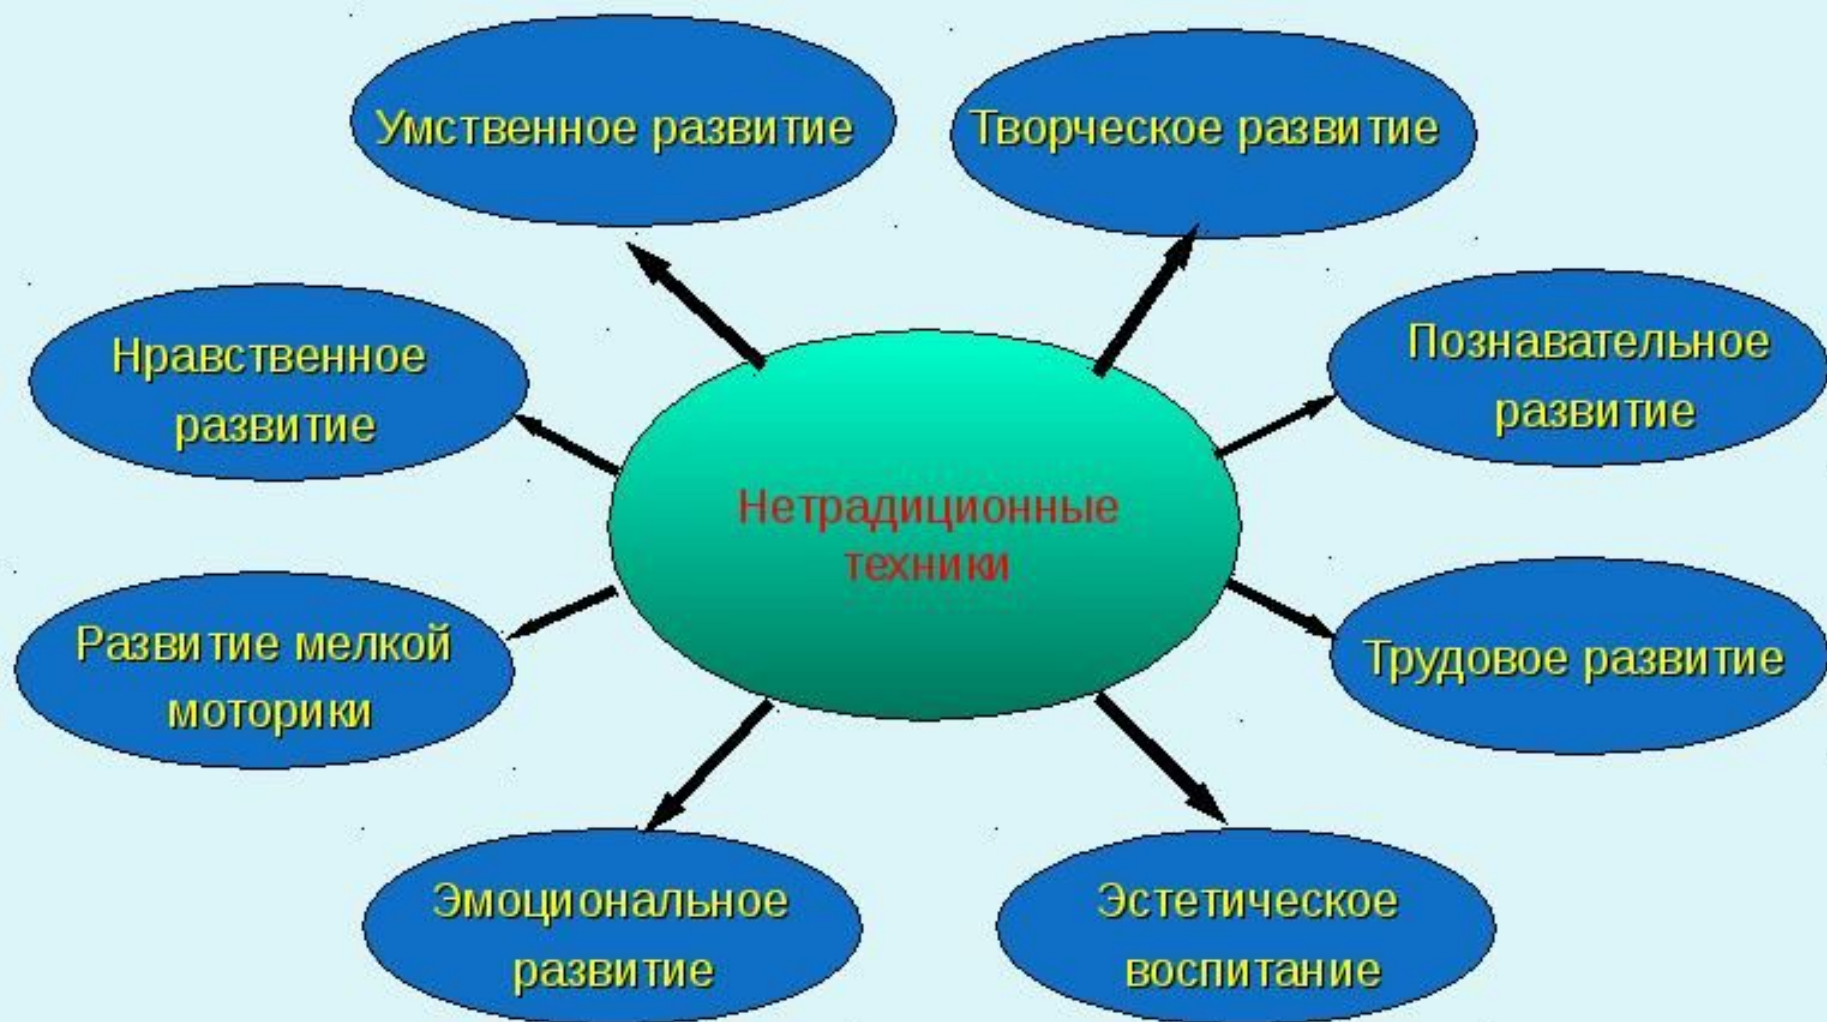 Умственное развитие
Творческое развитие
Нравственное
развитие
Познавательное
развитие
Нетрадиционные
техники
Развитие мелкой
моторики
Трудовое развитие
Эмоциональное
развитие
Эстетическое
воспитание